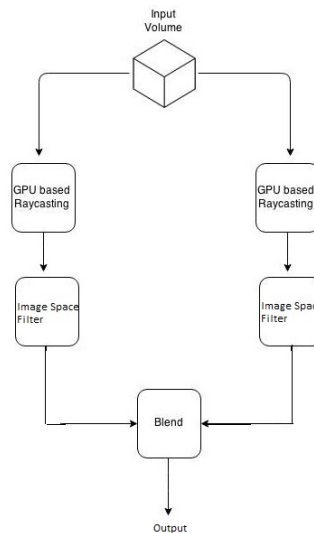 Input
Volume
GPU based
Raycasting
GPU based
Raycasting
Image Space
Filter
Image Spac
Filter
Blend
Output